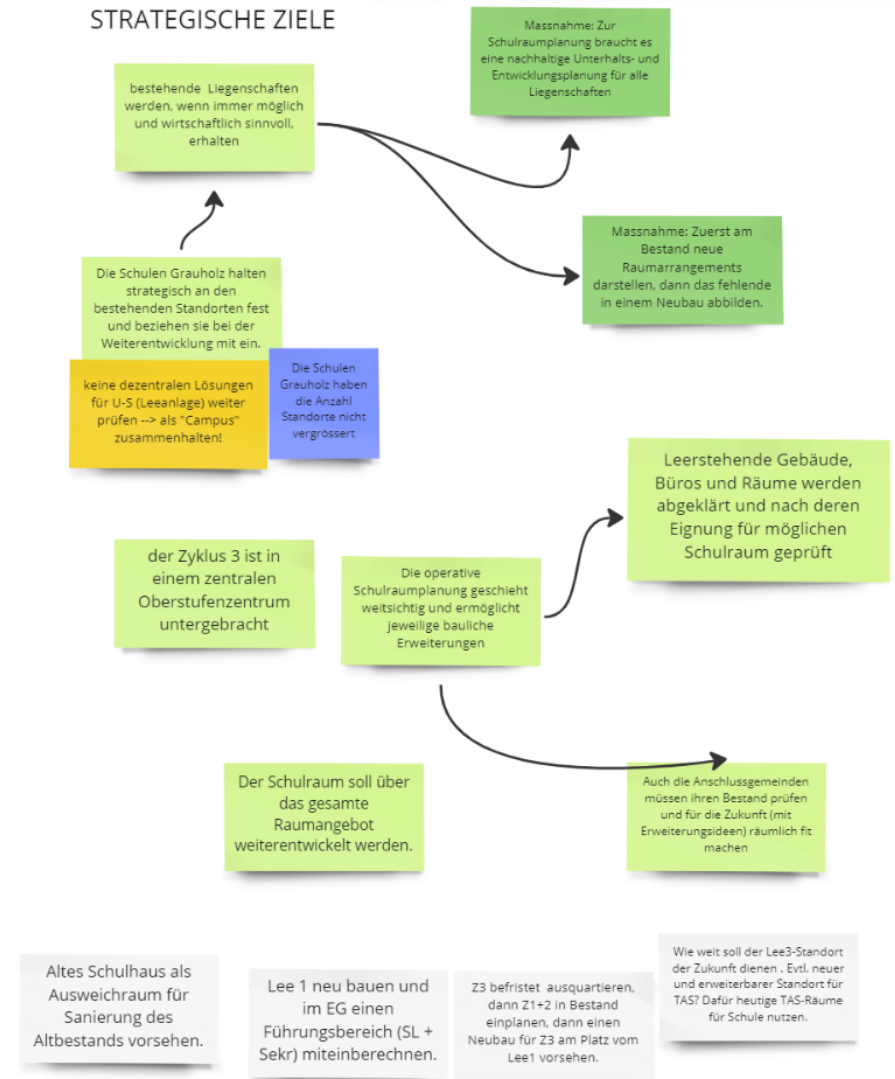 STRATEGISCHE ZIELE
Massnahme: Zur
Schulraumplanung braucht es
eine nachhaltige Unterhalts- und
Entwicklungsplanung für alle
Liegenschaften
bestehende Liegenschaften
werden, wenn immer möglich
und wirtschaftlich sinnvoll,
erhalten
Massnahme: Zuerst am
Bestand neue
Raumarrangements
darstellen, dann das fehlende
in einem Neubau abbilden.
Die Schulen Grauholz halten
strategisch an den
bestehenden Standorten fest
und beziehen sie bei der
Weiterentwicklung mit ein.
keine dezentralen Lösungen
für U-S (Leeanlage) weiter
prüfen --> als "Campus"
zusammenhalten!
Die Schulen
Grauholz haben
die Anzahl
Standorte nicht
vergrössert
Leerstehende Gebäude,
Büros und Räume werden
abgeklärt und nach deren
Eignung für möglichen
Schulraum geprüft
der Zyklus 3 ist in
einem zentralen
Oberstufenzentrum
untergebracht
Die operative
Schulraumplanung geschieht
weitsichtig und ermöglicht
jeweilige bauliche
Erweiterungen
Der Schulraum soll über
das gesamte
Raumangebot
weiterentwickelt werden.
Auch die Anschlussgemeinden
müssen ihren Bestand prüfen
und für die Zukunft (mit
Erweiterungsideen) räumlich fit
machen
Altes Schulhaus als
Ausweichraum für
Sanierung des
Altbestands vorsehen.
Lee 1 neu bauen und
im EG einen
Führungsbereich (SL +
Sekr) miteinberechnen.
Z3 befristet ausquartieren,
dann Z1+2 in Bestand
einplanen, dann einen
Neubau für Z3 am Platz vom
Lee1 vorsehen.
Wie weit soll der Lee3-Standort
der Zukunft dienen . Evtl. neuer
und erweiterbarer Standort für
TAS? Dafür heutige TAS-Räume
für Schule nutzen.